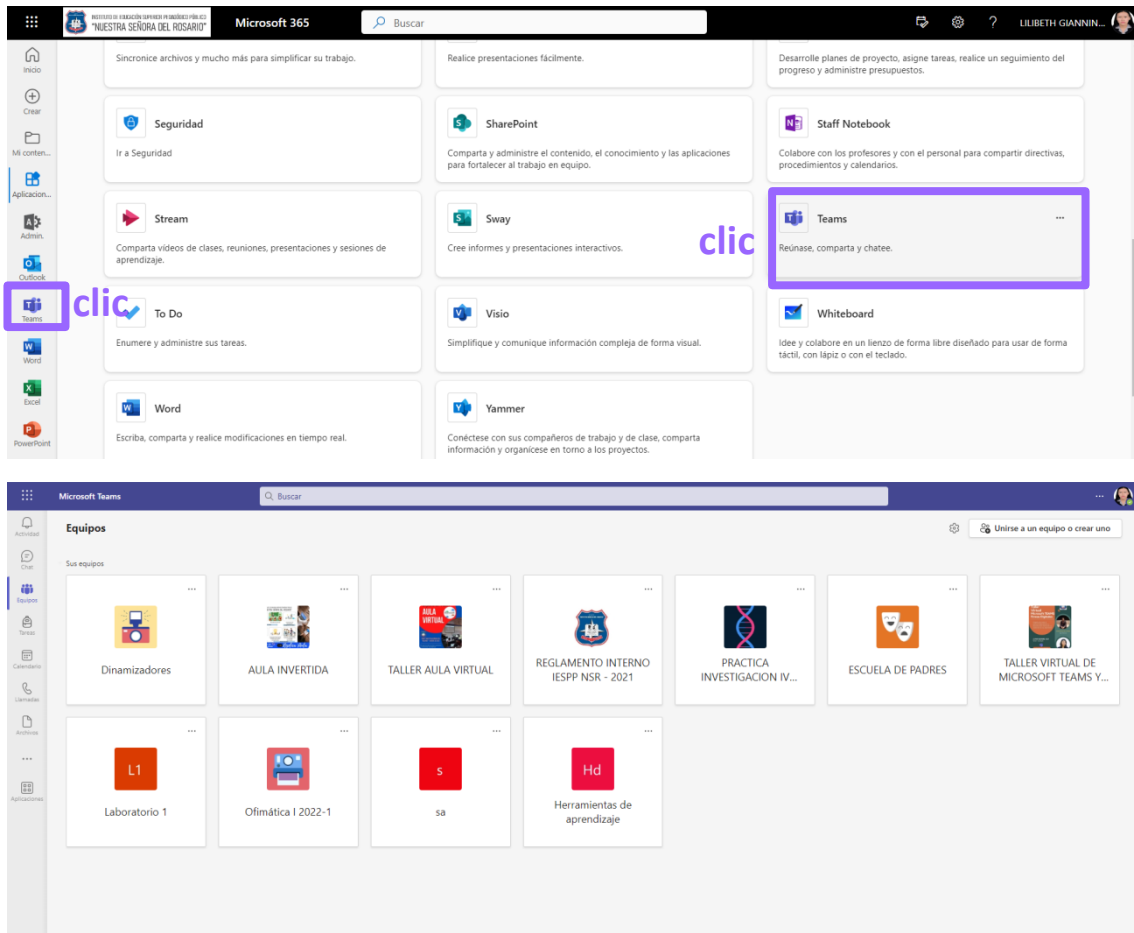 INSTITUTO DE EDUCACIÓN SUPERIOR PEDAGÓGICO PÚBLICO
"NUESTRA SEÑORA DEL ROSARIO"
Microsoft 365
Buscar
?
LILIBETH GIANNIN...
Inicio
Crear
Mi conten...
Aplicacion...
Admin.
Outlook
Teams
Word
Excel
PowerPoint
clic
Sincronice archivos y mucho más para simplificar su trabajo.
Realice presentaciones fácilmente.
Desarrolle planes de proyecto, asigne tareas, realice un seguimiento del
progreso y administre presupuestos.
Seguridad
Ir a Seguridad
SharePoint
Comparta y administre el contenido, el conocimiento y las aplicaciones
para fortalecer al trabajo en equipo.
Staff Notebook
Colabore con los profesores y con el personal para compartir directivas,
procedimientos y calendarios.
Stream
Comparta vídeos de clases, reuniones, presentaciones y sesiones de
aprendizaje.
Sway
Cree informes y presentaciones interactivos.
clic
Teams
...
Reúnase, comparta y chatee.
To Do
Enumere y administre sus tareas.
Visio
Simplifique y comunique información compleja de forma visual.
Whiteboard
Idee y colabore en un lienzo de forma libre diseñado para usar de forma
táctil, con lápiz o con el teclado.
Word
Escriba, comparta y realice modificaciones en tiempo real.
Yammer
Conéctese con sus compañeros de trabajo y de clase, comparta
información y organícese en torno a los proyectos.
Microsoft Teams
Buscar
...
Actividad
Chat
Equipos
Tareas
Calendario
Llamadas
Archivos
...
Aplicaciones
Equipos
Unirse a un equipo o crear uno
Sus equipos
Dinamizadores
AULA INVERTIDA
AULA
VIRTUAL
TALLER AULA VIRTUAL
REGLAMENTO INTERNO
IESPP NSR - 2021
PRACTICA
INVESTIGACION IV...
ESCUELA DE PADRES
TALLER VIRTUAL DE
MICROSOFT TEAMS Y...
L1
Laboratorio 1
Ofimática I 2022-1
s
sa
Hd
Herramientas de
aprendizaje